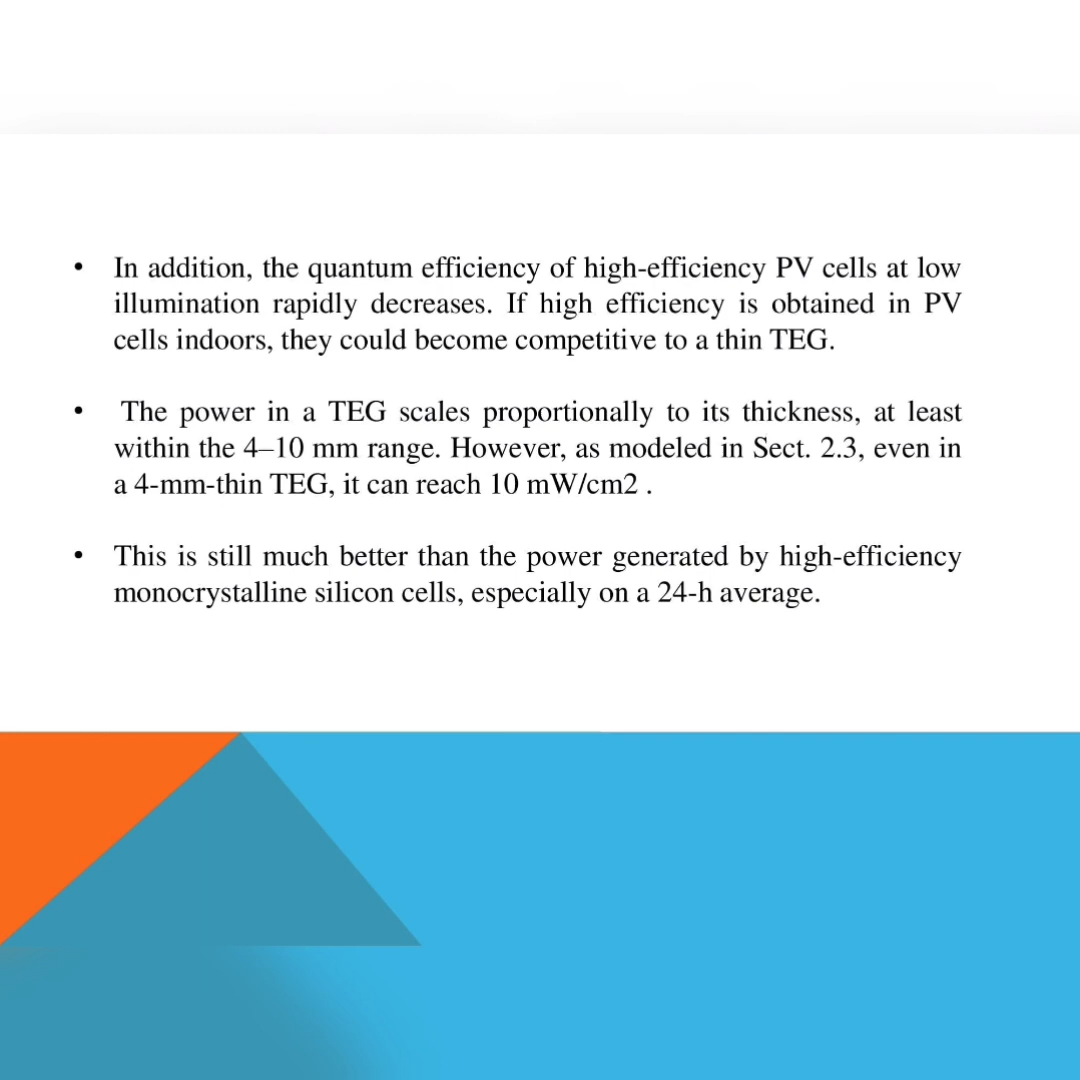 • In addition, the quantum efficiency of high-efficiency PV cells at low
illumination rapidly decreases. If high efficiency is obtained in PV
cells indoors, they could become competitive to a thin TEG.
• The power in a TEG scales proportionally to its thickness, at least
within the 4–10 mm range. However, as modeled in Sect. 2.3, even in
a 4-mm-thin TEG, it can reach 10 mW/cm2 .
• This is still much better than the power generated by high-efficiency
monocrystalline silicon cells, especially on a 24-h average.